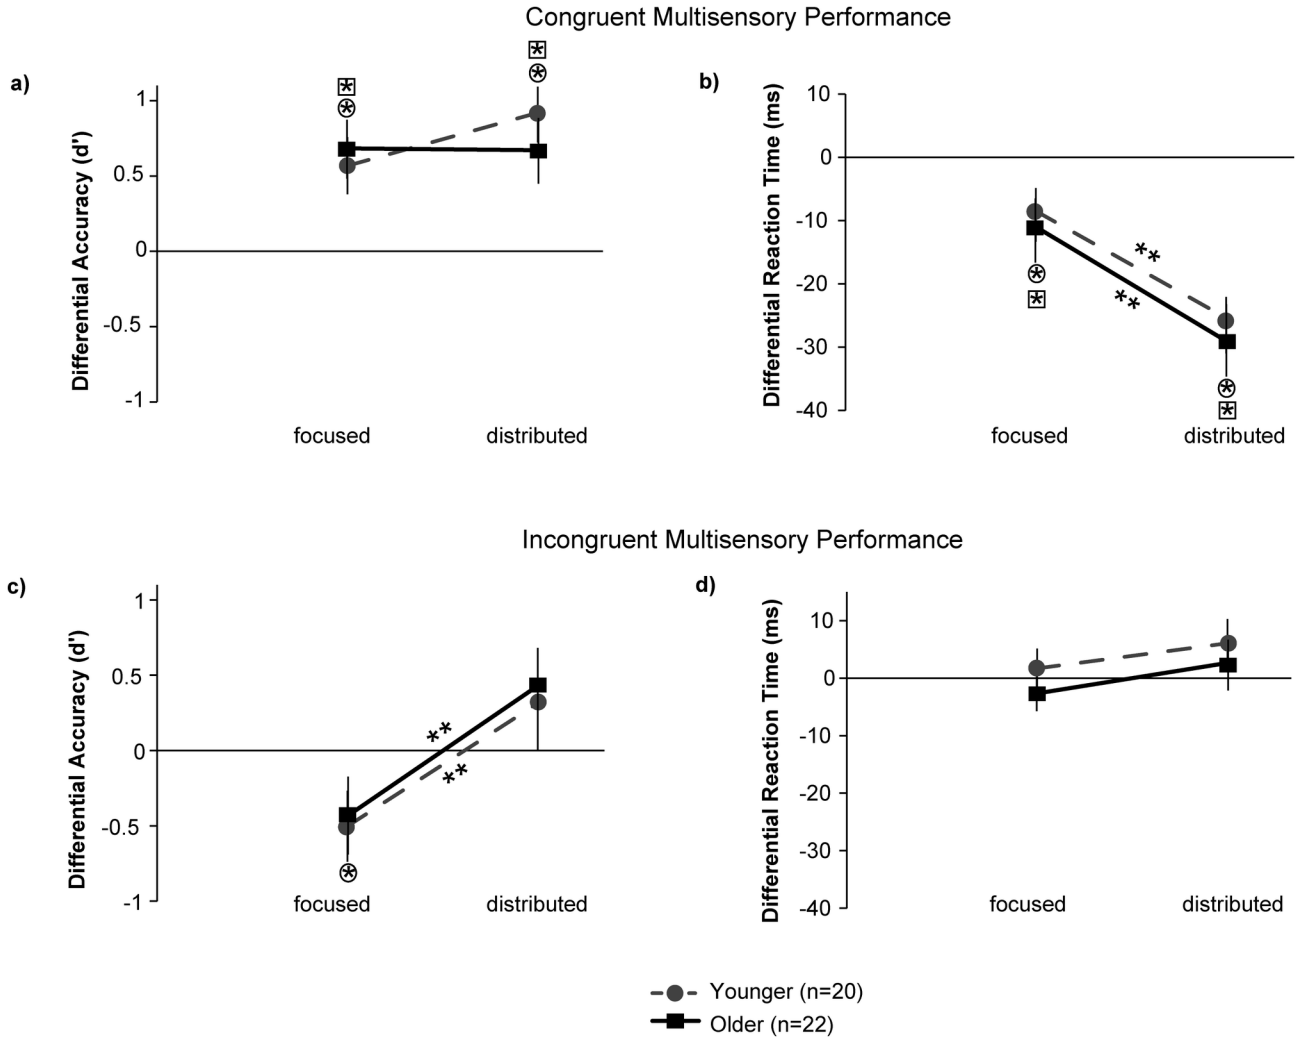 Congruent Multisensory Performance
a)
Differential Accuracy (d')
1
0.5
0
-0.5
-1
focused distributed
* *
* *
b)
Differential Reaction Time (ms)
10
0
-10
-20
-30
-40
focused distributed
**
**
* *
* *
Incongruent Multisensory Performance
c)
Differential Accuracy (d')
1
0.5
0
-0.5
-1
focused distributed
**
**
*
d)
Differential Reaction Time (ms)
10
0
-10
-20
-30
-40
focused distributed
Younger (n=20)
Older (n=22)